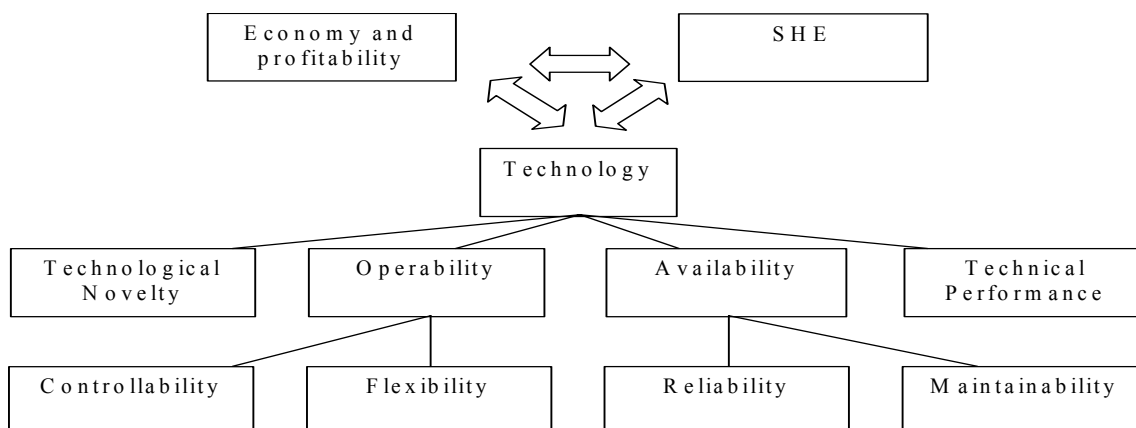 Economy and
profitability
SHE
Technology
Technological
Novelty
Operability
Availability
Technical
Performance
Controllability
Flexibility
Reliability
Maintainability